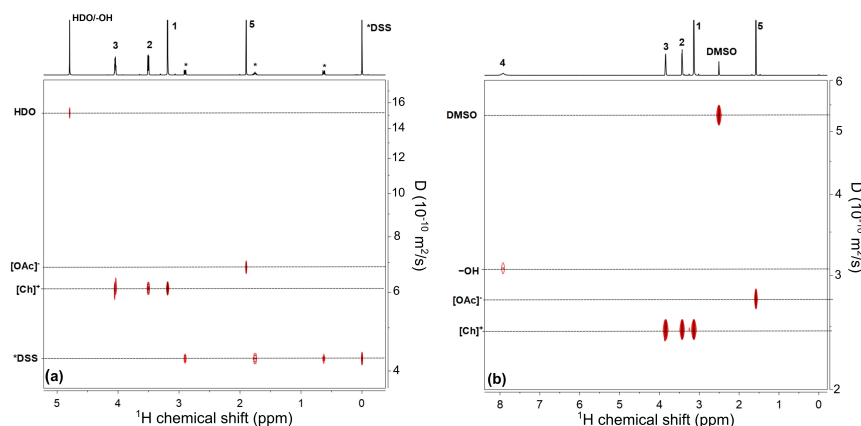 HDO/-OH
3
2
1
5
*DSS
*
*
*
HDO
[OAc]-
[Ch]+
*DSS
(a)
16
14
12
10
8
6
4
D (10-10 m2/s)
5
4
3
2
1
0
1H chemical shift (ppm)
4
3
2
1
DMSO
5
DMSO
–OH
[OAc]-
[Ch]+
(b)
6
5
4
3
2
D (10-10 m2/s)
8
7
6
5
4
3
2
1
0
1H chemical shift (ppm)